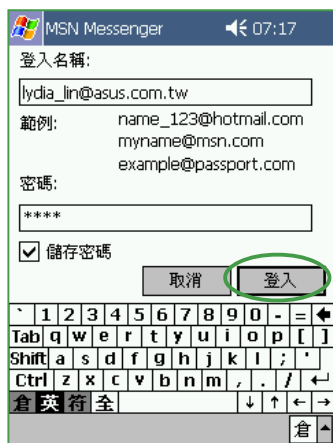 MSN Messenger 07:17
登入名稱:
lydia_lin@asus.com.tw
範例: name_123@hotmail.com
myname@msn.com
example@passport.com
密碼:
****
儲存密碼
取消 登入
` 1 2 3 4 5 6 7 8 9 0 - =
Tab q w e r t y u i o p [ ]
Shift a s d f g h j k l ; '
Ctrl z x c v b n m , . /
倉 英 符 全 ↓ ↑ ← →
倉